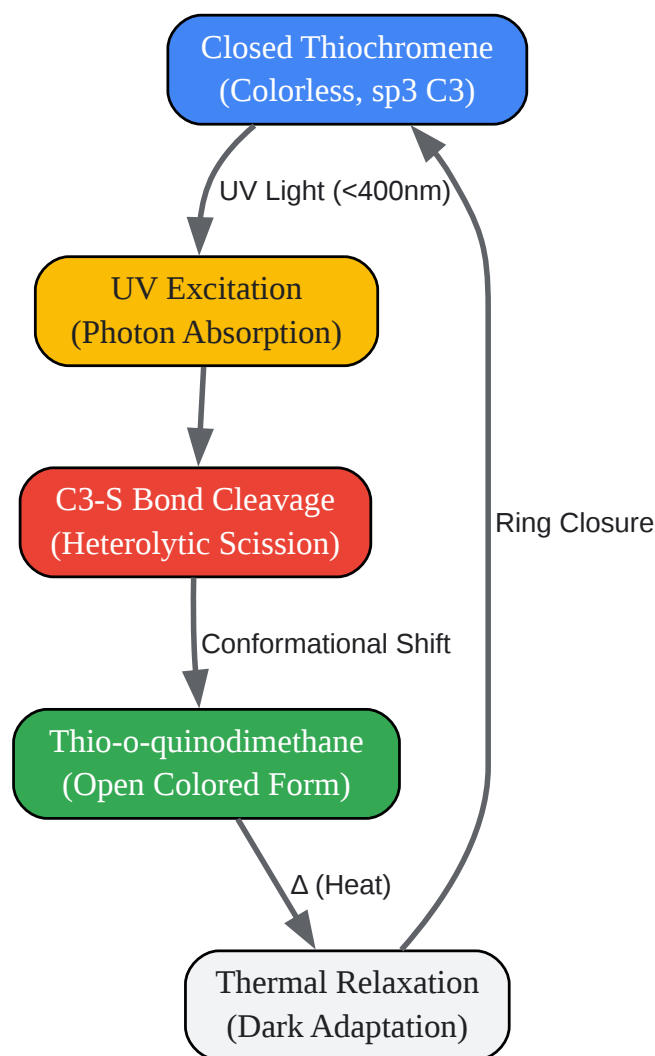 Closed Thiochromene
(Colorless, sp3 C3)
UV Light (<400nm)
UV Excitation
(Photon Absorption)
C3-S Bond Cleavage
(Heterolytic Scission)
Ring Closure
Conformational Shift
Thio-o-quinodimethane
(Open Colored Form)
Δ (Heat)
Thermal Relaxation
(Dark Adaptation)